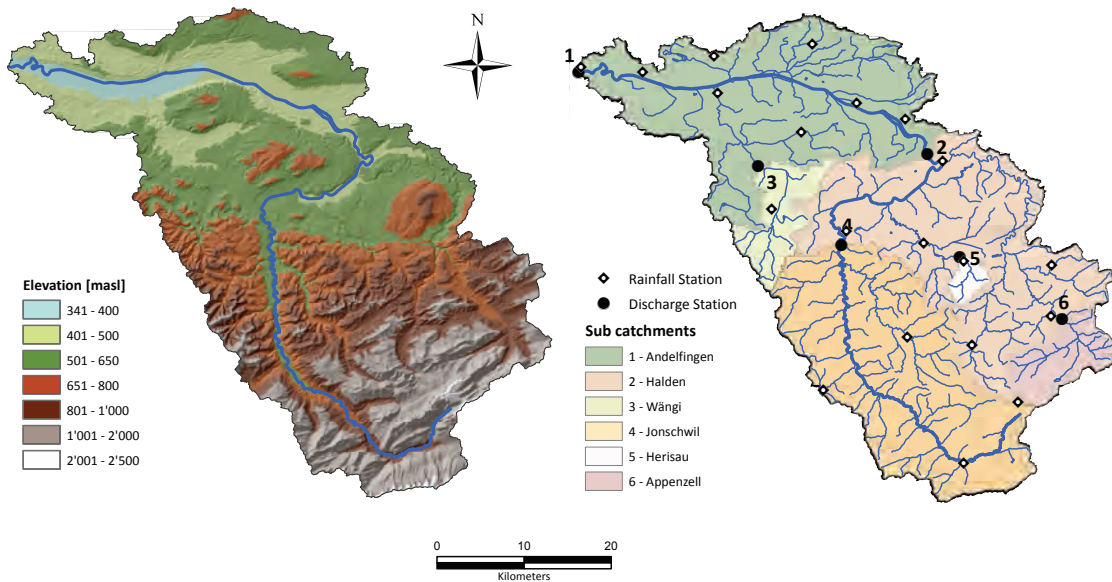 N
Elevation [masl]
341 - 400
401 - 500
501 - 650
651 - 800
801 - 1'000
1'001 - 2'000
2'001 - 2'500
1
2
3
4
5
6
Rainfall Station
Discharge Station
Sub catchments
1 - Andelfingen
2 - Halden
3 - Wängi
4 - Jonschwil
5 - Herisau
6 - Appenzell
0 10 20
Kilometers